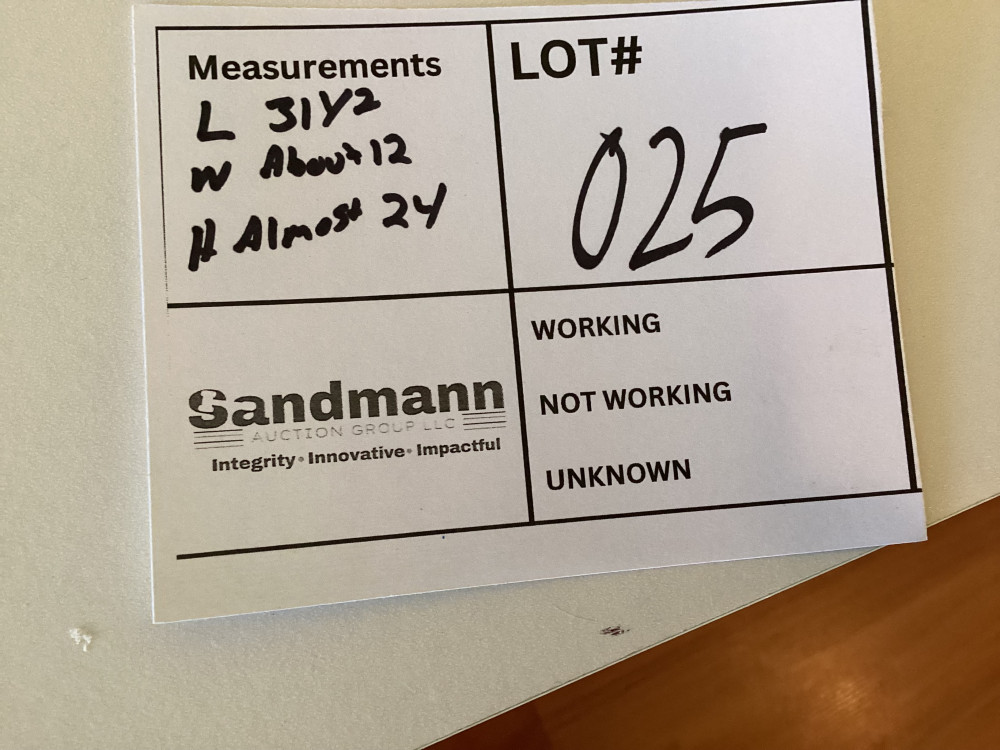 Measurements
L 31 1/2
W About 12
H Almost 24
LOT#
025
Sandmann
AUCTION GROUP LLC
Integrity • Innovative • Impactful
WORKING
NOT WORKING
UNKNOWN